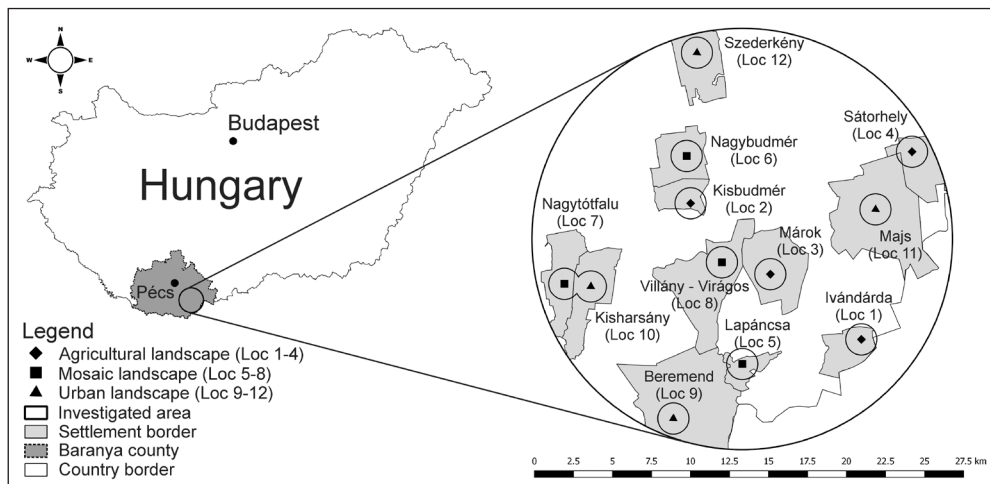 N
W E
S
Budapest
Hungary
Pécs
Legend
Agricultural landscape (Loc 1-4)
Mosaic landscape (Loc 5-8)
Urban landscape (Loc 9-12)
Investigated area
Settlement border
Baranya county
Country border
Szederkény
(Loc 12)
Sátorhely
(Loc 4)
Nagybudmér
(Loc 6)
Kisbudmér
(Loc 2)
Nagytótfalu
(Loc 7)
Márok
(Loc 3)
Majs
(Loc 11)
Villány - Virágos
(Loc 8)
Ivándárda
(Loc 1)
Kisharsány
(Loc 10)
Lapáncsa
(Loc 5)
Beremend
(Loc 9)
0 2.5 5 7.5 10 12.5 15 17.5 20 22.5 25 27.5 km